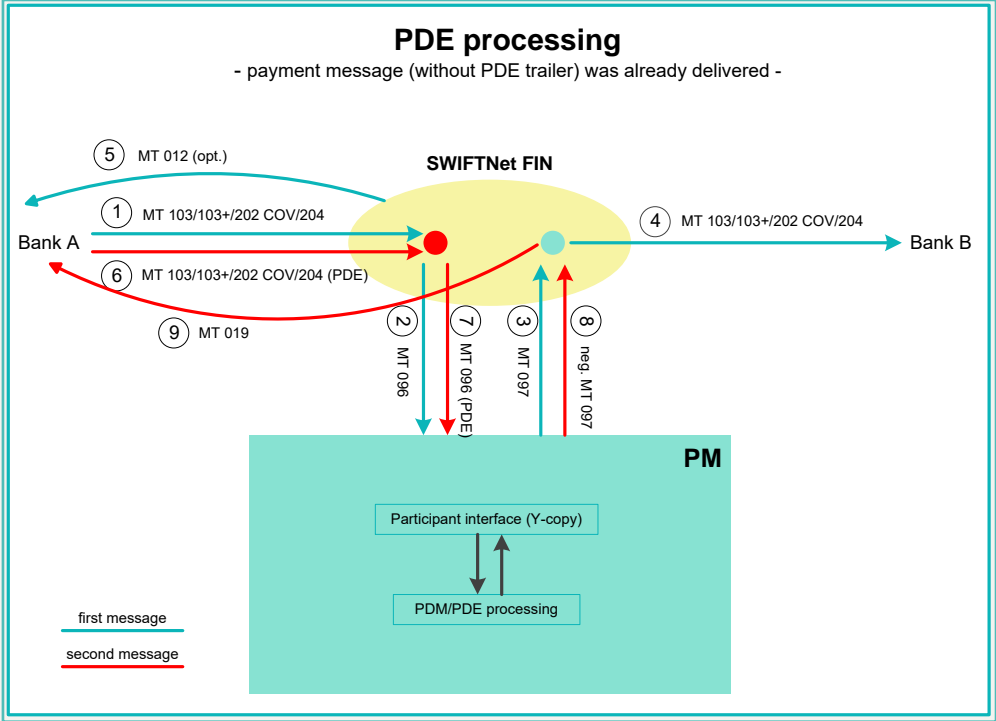 PDE processing
- payment message (without PDE trailer) was already delivered -
5 MT 012 (opt.)
SWIFTNet FIN
1 MT 103/103+/202 COV/204
4 MT 103/103+/202 COV/204
Bank A
Bank B
6 MT 103/103+/202 COV/204 (PDE)
9 MT 019
2 MT 096
7 MT 096 (PDE)
3 MT 097
8 neg. MT 097
PM
Participant interface (Y-copy)
PDM/PDE processing
first message
second message